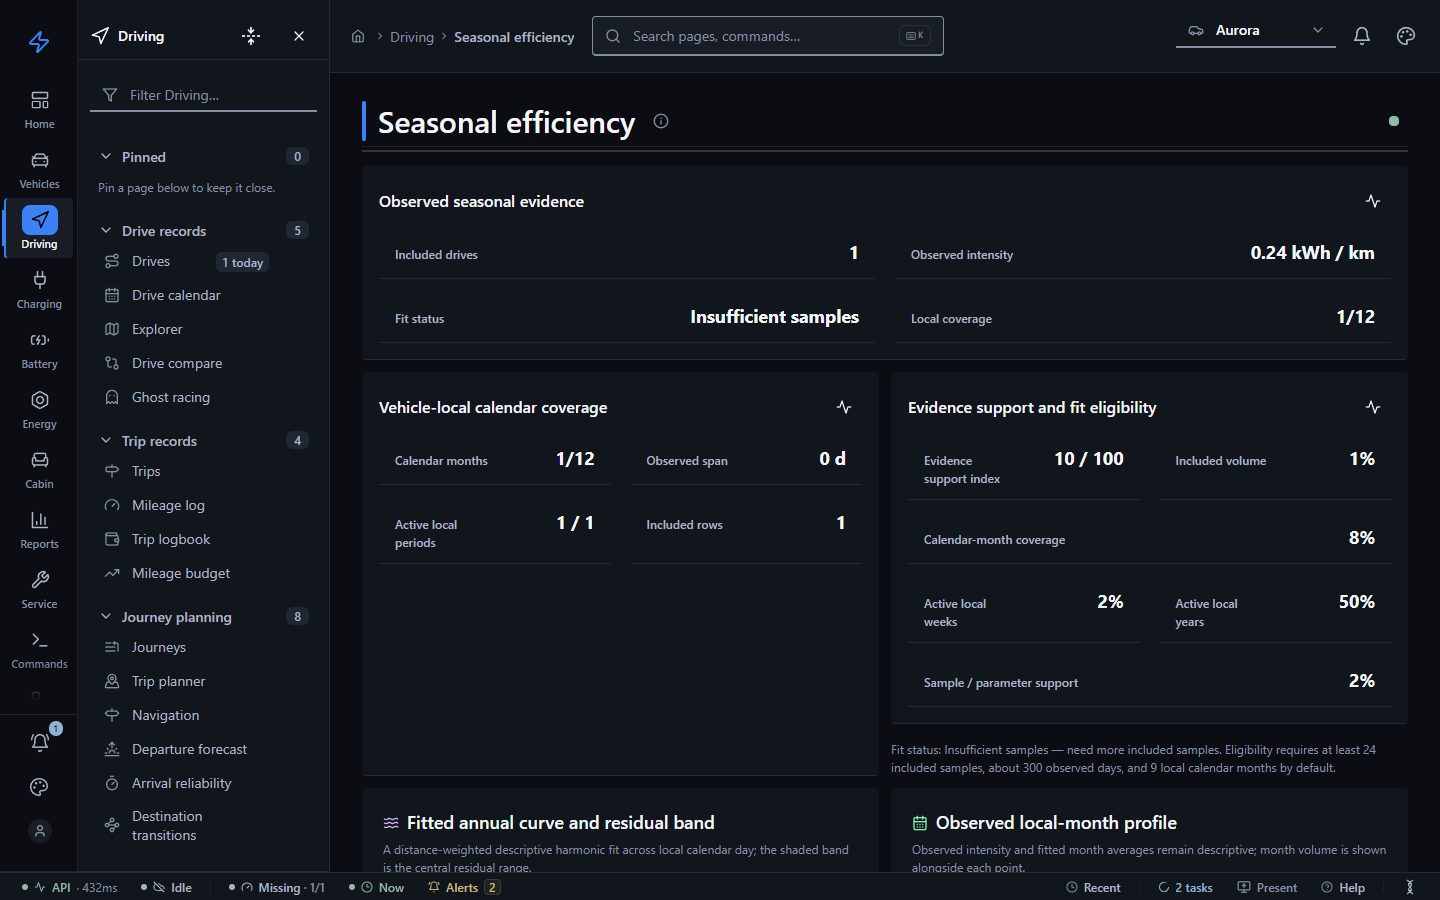 Home
Vehicles
Driving
Charging
Battery
Energy
Cabin
Reports
Service
Commands
1
Driving
Filter Driving...
Pinned 0
Pin a page below to keep it close.
Drive records 5
Drives 1 today
Drive calendar
Explorer
Drive compare
Ghost racing
Trip records 4
Trips
Mileage log
Trip logbook
Mileage budget
Journey planning 8
Journeys
Trip planner
Navigation
Departure forecast
Arrival reliability
Destination
transitions
Driving Seasonal efficiency
Search pages, commands... K
Aurora
Seasonal efficiency
Observed seasonal evidence
Included drives 1
Observed intensity 0.24 kWh / km
Fit status Insufficient samples
Local coverage 1/12
Vehicle-local calendar coverage
Calendar months 1/12
Observed span 0 d
Active local
periods 1 / 1
Included rows 1
Evidence support and fit eligibility
Evidence
support index 10 / 100
Included volume 1%
Calendar-month coverage 8%
Active local
weeks 2%
Active local
years 50%
Sample / parameter support 2%
Fit status: Insufficient samples — need more included samples. Eligibility requires at least 24
included samples, about 300 observed days, and 9 local calendar months by default.
Fitted annual curve and residual band
A distance-weighted descriptive harmonic fit across local calendar day; the shaded band
is the central residual range.
Observed local-month profile
Observed intensity and fitted month averages remain descriptive; month volume is shown
alongside each point.
API · 432ms Idle Missing · 1/1 Now Alerts 2 Recent 2 tasks Present Help